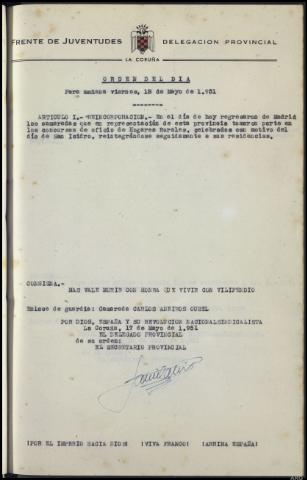 FRENTE DE JUVENTUDES DELEGACION PROVINCIAL
LA CORUÑA
ORDEN DEL DIA
Para mañana viernes, 18 de Mayo de 1.951
ARTICULO I.- REINCORPORACION.- En el dia de hoy regresaron de Madrid
los camaradas que en representación de esta provincia tomaron parte en
los concursos de oficio de Hogares Rurales, celebrados con motivo del
dia de San Isidro, reintegrándose seguidamente a sus residencias.
CONSIGNA.-
MAS VALE MORIR CON HONRA QUE VIVIR CON VILIPENDIO
Enlace de guardia: Camarada CARLOS ANEIROS CUBEL
POR DIOS, ESPAÑA Y SU REVOLUCION NACIONALSINDICALISTA
La Coruña, 17 de Mayo de 1.951
EL DELEGADO PROVINCIAL
de su orden:
EL SECRETARIO PROVINCIAL
¡POR EL IMPERIO HACIA DIOS! ¡VIVA FRANCO! ¡ARRIBA ESPAÑA!